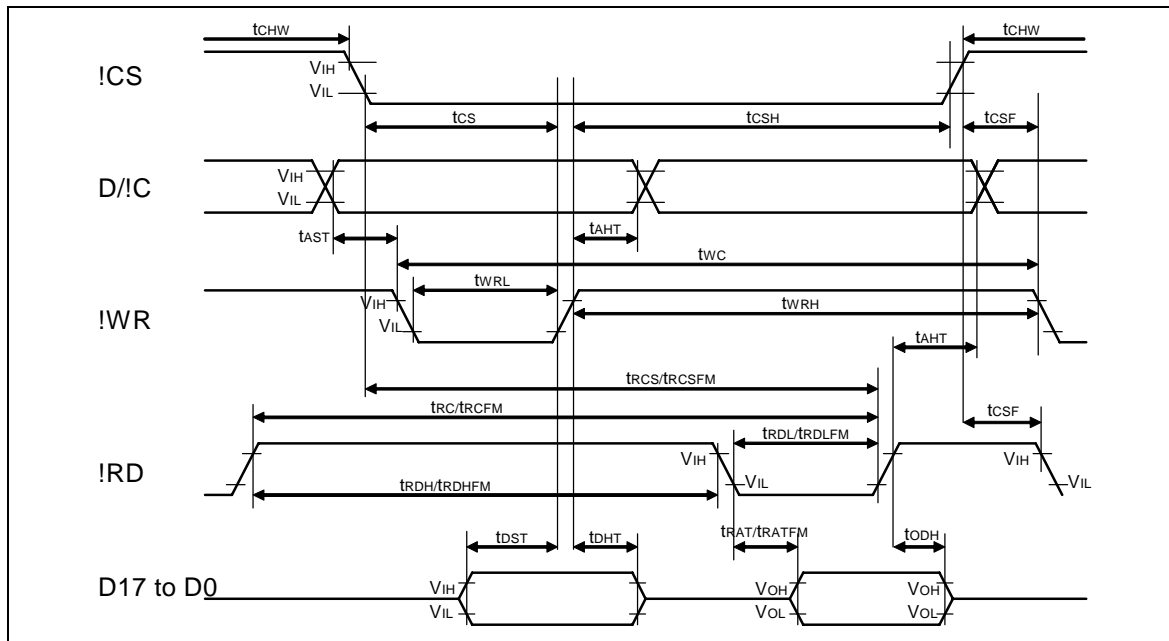 tCHW tCHW
!CS
VIH
VIL
tCS tCSH tCSF
D/!C
VIH
VIL
tAST tAHT
tWC
tWRL
!WR
VIH
VIL
tWRH
tAHT
tRCS/tRCSFM
tRC/tRCFM
tCSF
tRDL/tRDLFM
!RD
VIH VIH
VIL VIL
tRDH/tRDHFM
tRAT/tRATFM
tDST tDHT tODH
D17 to D0
VIH VOH VOH
VIL VOL VOL